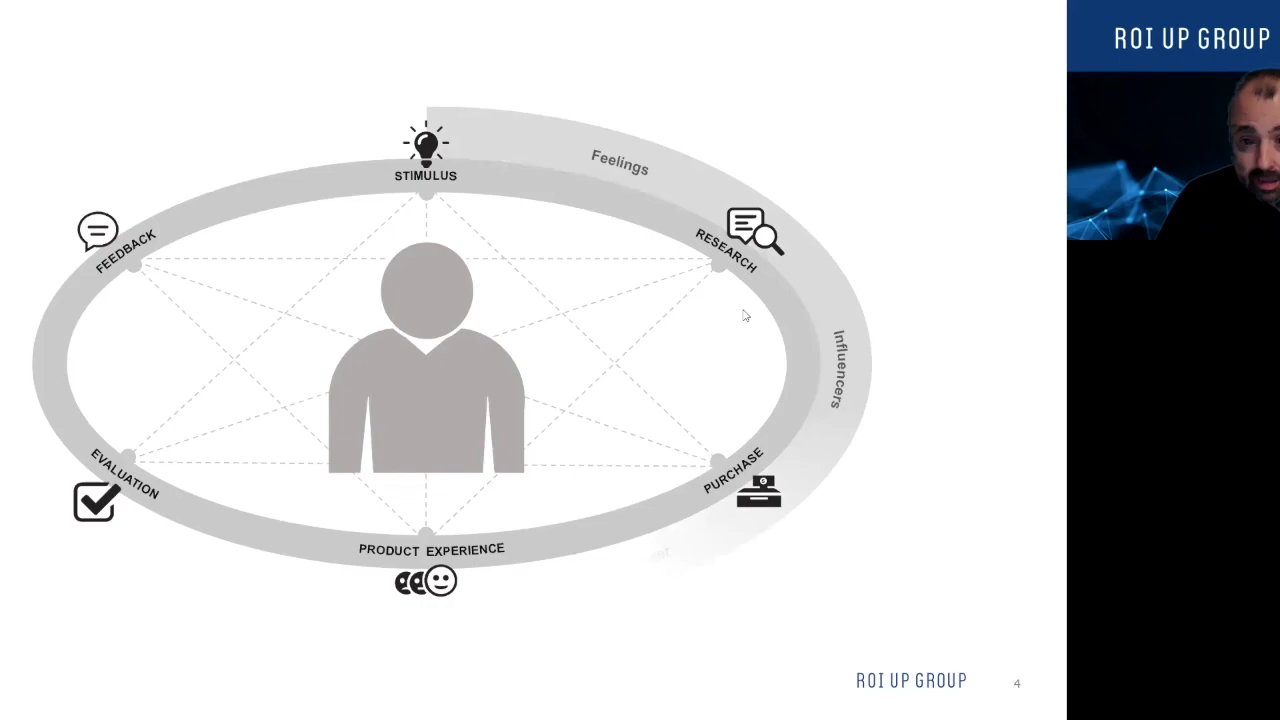 ROI UP GROUP
Feelings
STIMULUS
FEEDBACK
RESEARCH
Influencers
EVALUATION
PURCHASE
PRODUCT EXPERIENCE
ROI UP GROUP
4